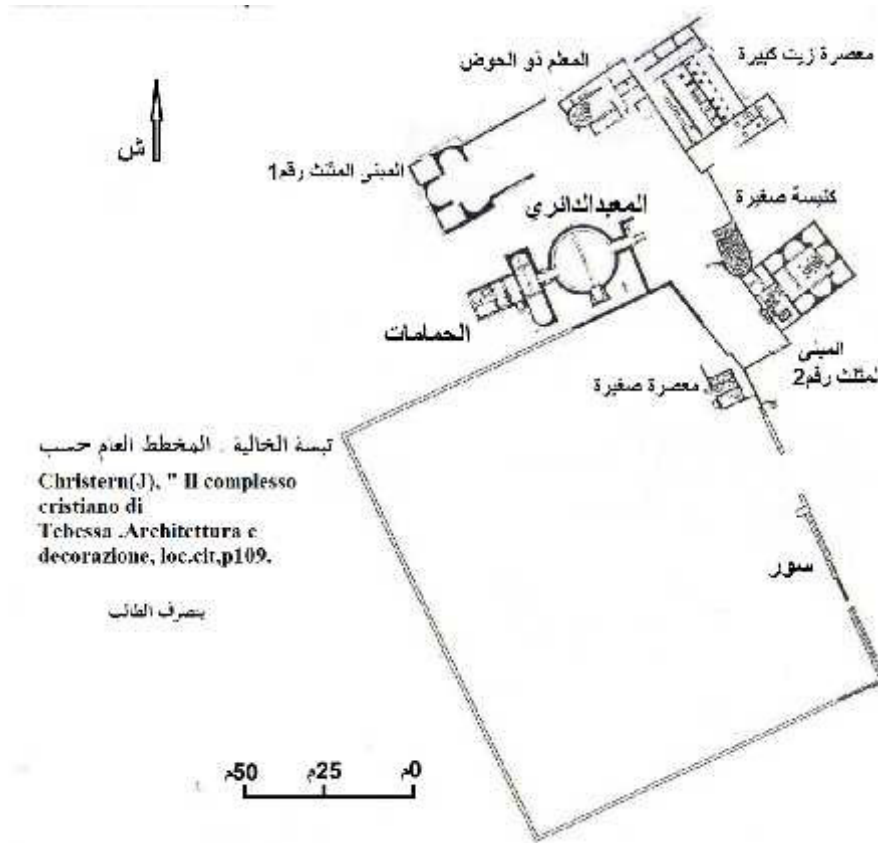 معصرة زيت كبيرة
المعلم ذو الحوض
ش
المبنى المثلث رقم1
كنيسة صغيرة
المعبدالدائري
الحمامات
المبنى
المثلث رقم2
معصرة صغيرة
تبسة الخالية . المخطط العام حسب
Christern(J), " Il complesso
cristiano di
Tebessa .Architettura e
decorazione, loc.cit,p109.
سور
بتصرف الطالب
50م 25م 0م